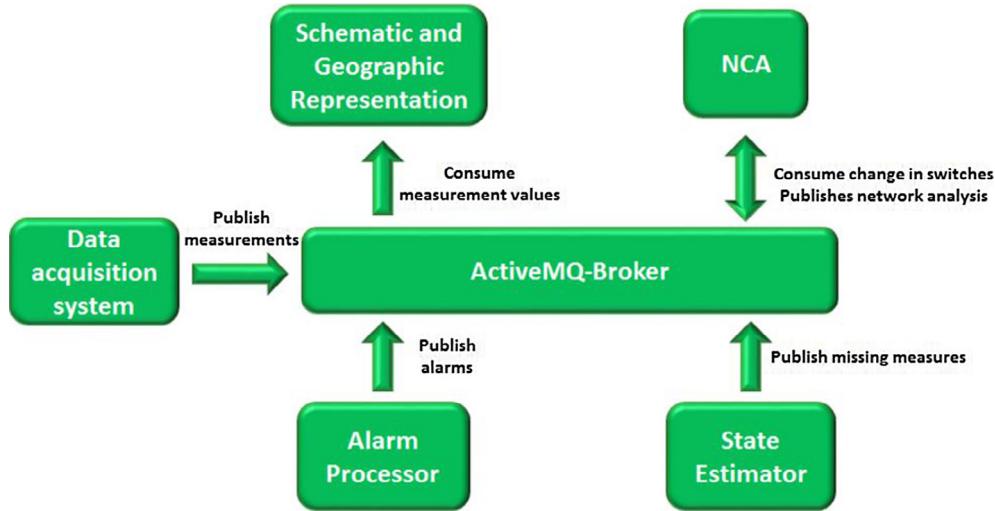 Schematic and
Geographic
Representation
NCA
Consume
measurement values
Consume change in switches
Publishes network analysis
Publish
measurements
Data
acquisition
system
ActiveMQ-Broker
Publish
alarms
Publish missing measures
Alarm
Processor
State
Estimator